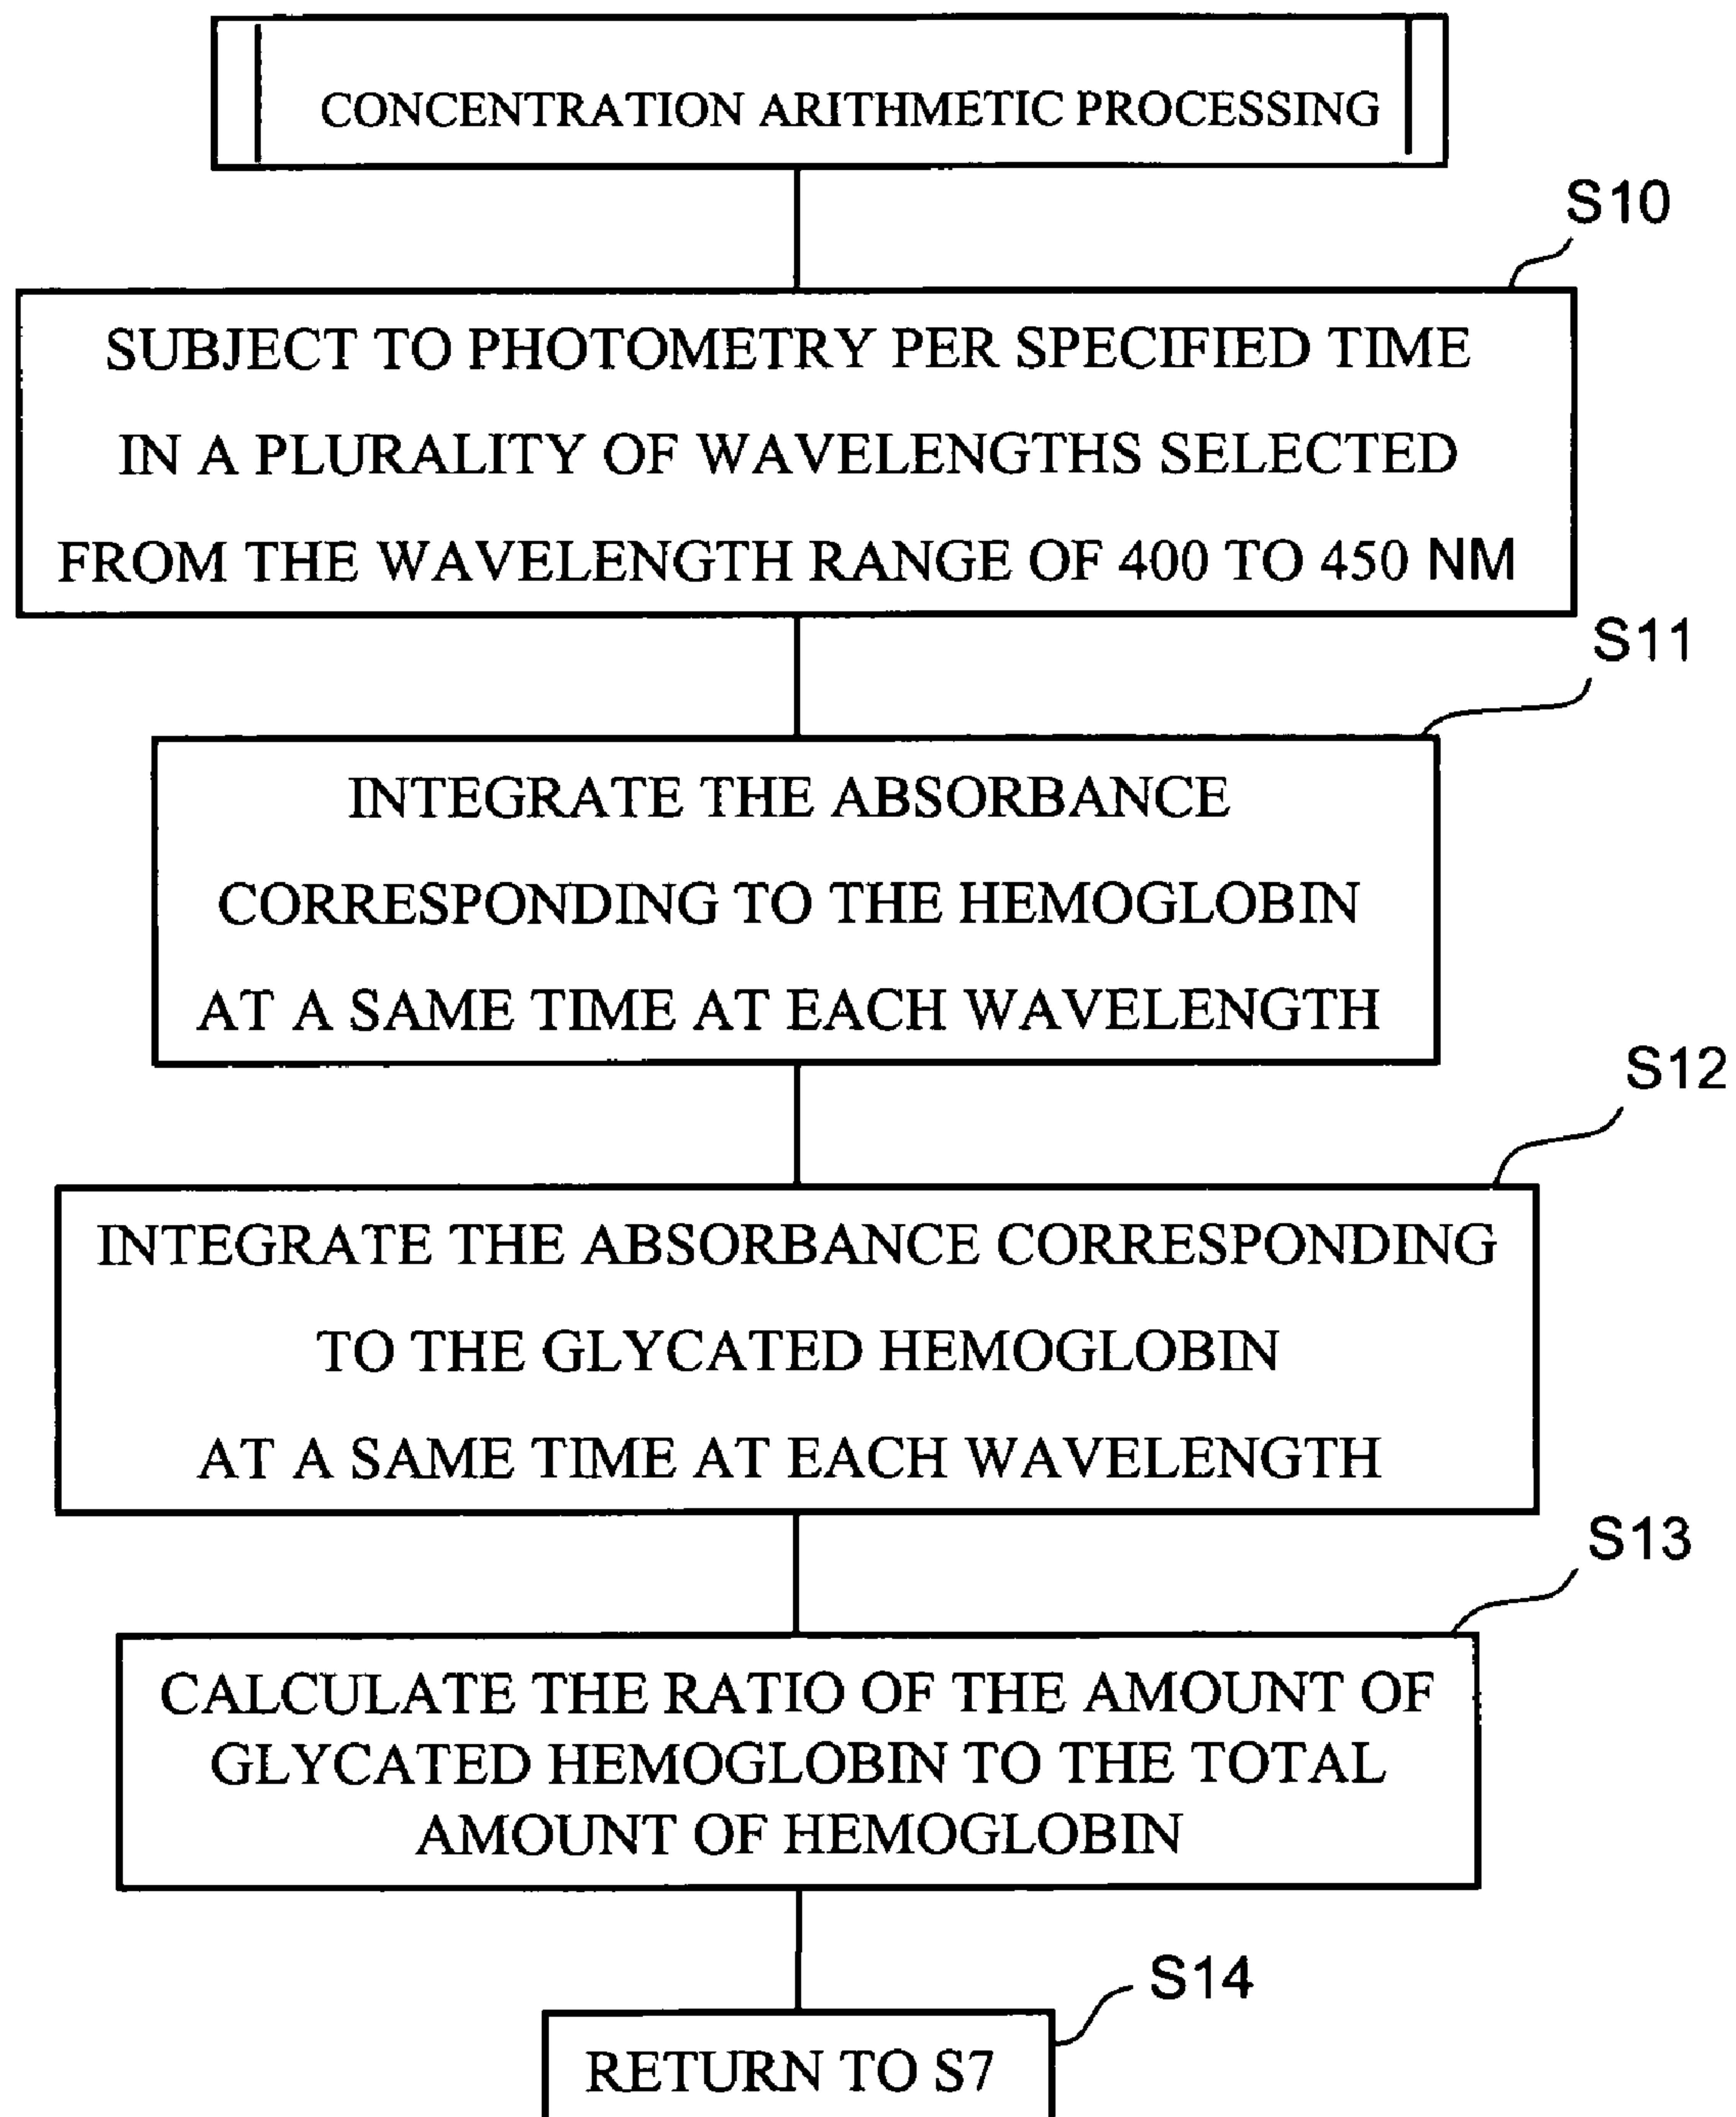 CONCENTRATION ARITHMETIC PROCESSING
S10
SUBJECT TO PHOTOMETRY PER SPECIFIED TIME
IN A PLURALITY OF WAVELENGTHS SELECTED
FROM THE WAVELENGTH RANGE OF 400 TO 450 NM
S11
INTEGRATE THE ABSORBANCE
CORRESPONDING TO THE HEMOGLOBIN
AT A SAME TIME AT EACH WAVELENGTH
S12
INTEGRATE THE ABSORBANCE CORRESPONDING
TO THE GLYCATED HEMOGLOBIN
AT A SAME TIME AT EACH WAVELENGTH
S13
CALCULATE THE RATIO OF THE AMOUNT OF
GLYCATED HEMOGLOBIN TO THE TOTAL
AMOUNT OF HEMOGLOBIN
S14
RETURN TO S7